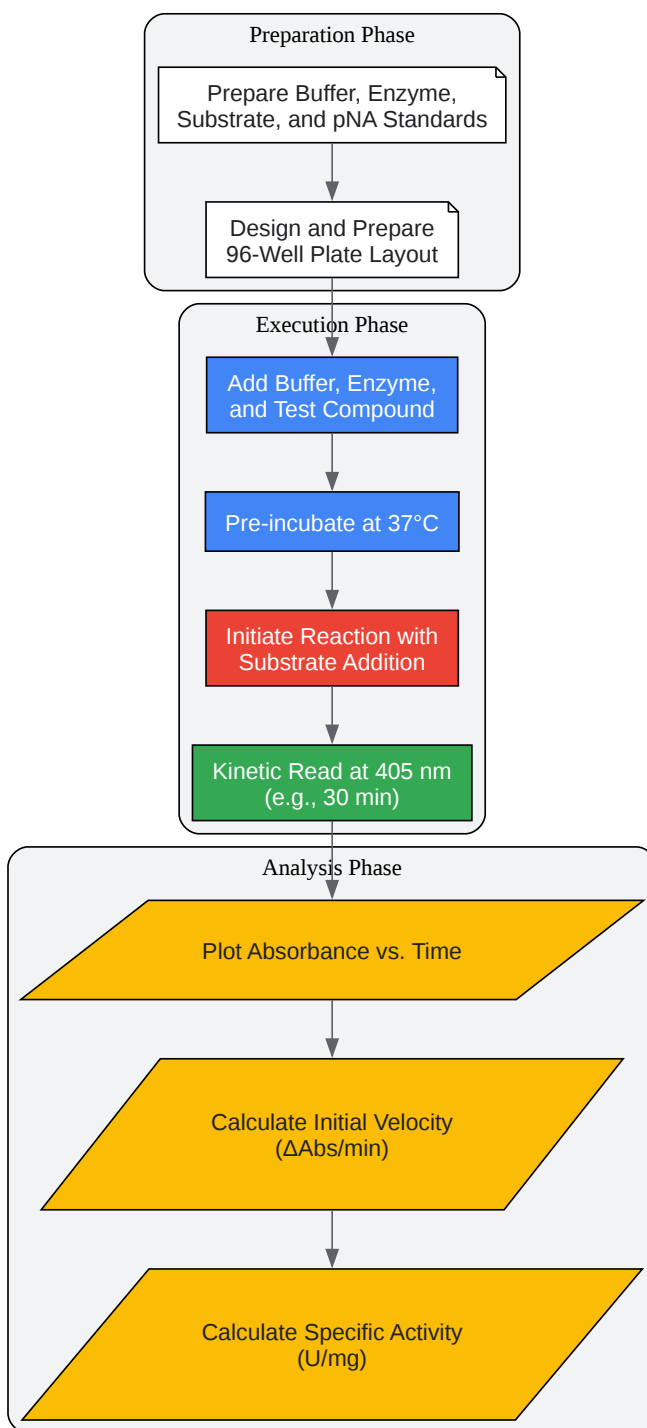 Preparation Phase
Prepare Buffer, Enzyme,
Substrate, and pNA Standards
Design and Prepare
96-Well Plate Layout
Execution Phase
Add Buffer, Enzyme,
and Test Compound
Pre-incubate at 37°C
Initiate Reaction with
Substrate Addition
Kinetic Read at 405 nm
(e.g., 30 min)
Analysis Phase
Plot Absorbance vs. Time
Calculate Initial Velocity
(ΔAbs/min)
Calculate Specific Activity
(U/mg)